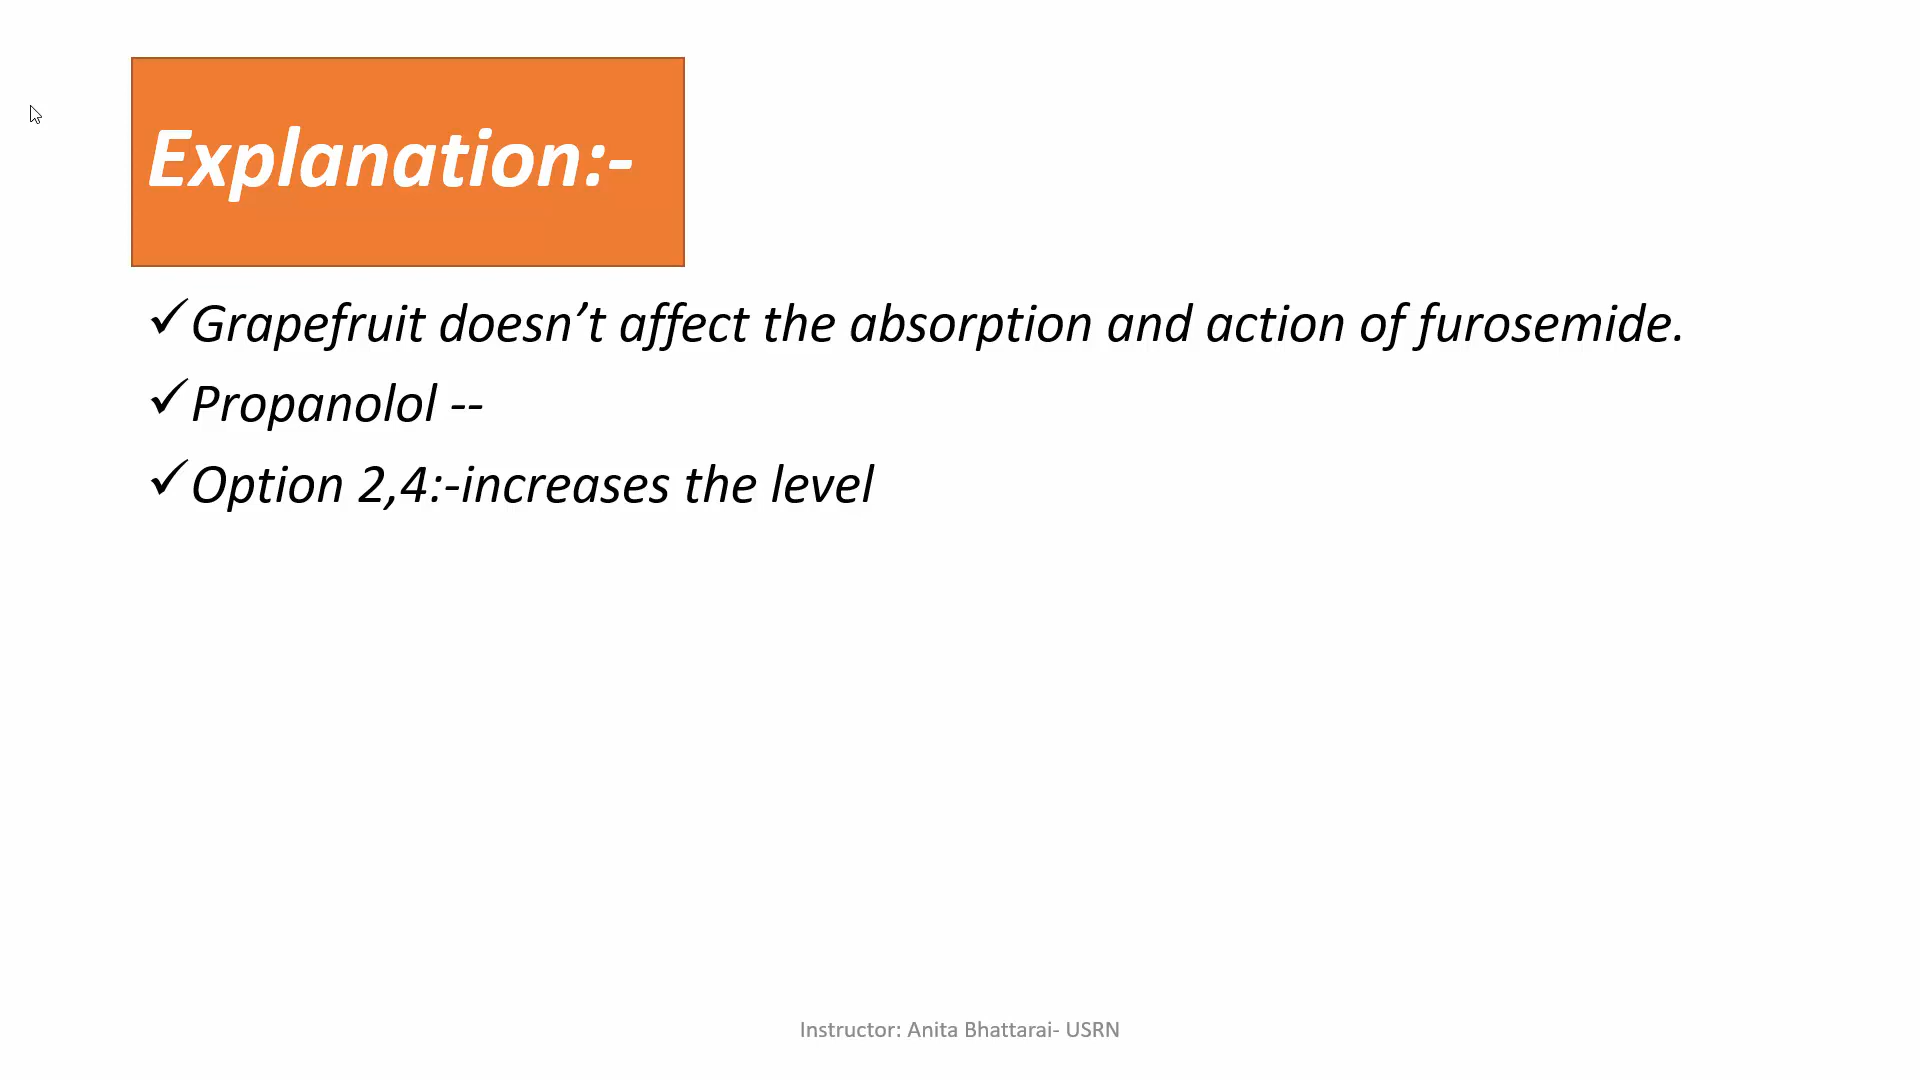 Explanation:-
✓Grapefruit doesn’t affect the absorption and action of furosemide.
✓Propanolol --
✓Option 2,4:-increases the level
Instructor: Anita Bhattarai- USRN